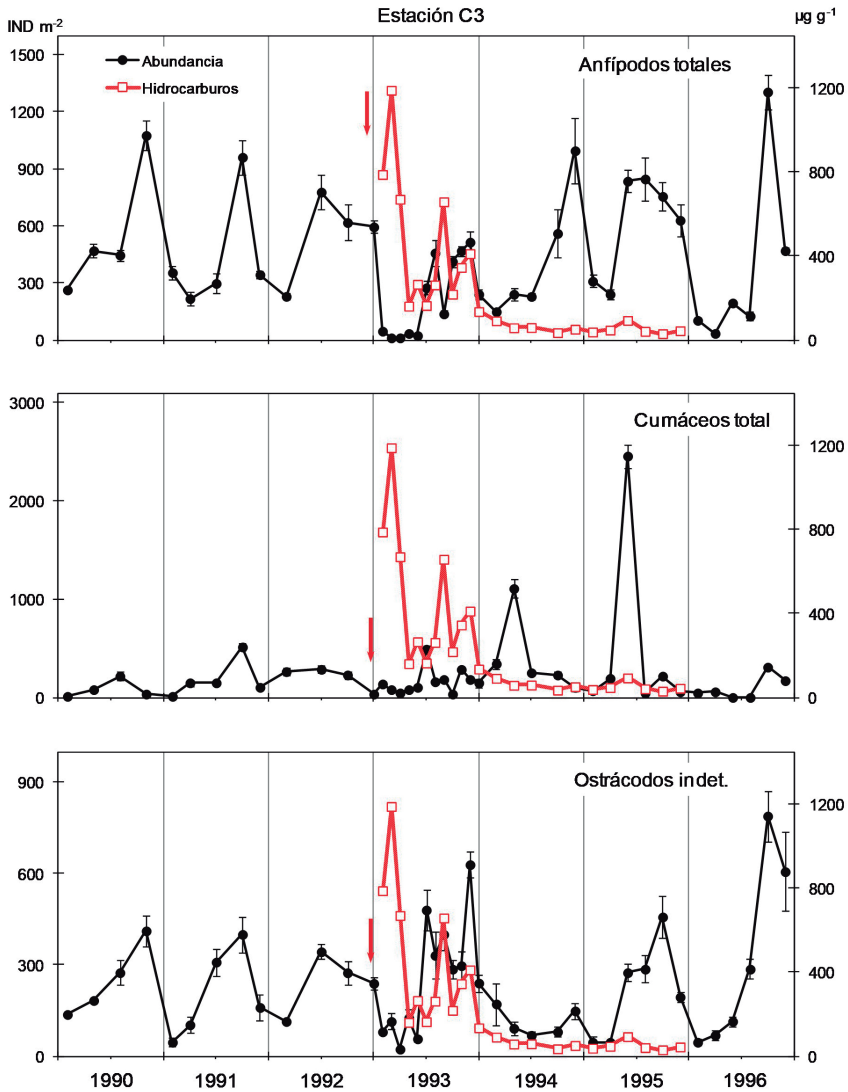 Estación C3
IND m-2
µg g-1
Abundancia
Hidrocarburos
Anfípodos totales
1500
1200
900
600
300
0
1200
800
400
0
Cumáceos total
3000
2000
1000
0
1200
800
400
0
Ostrácodos indet.
900
600
300
0
1200
800
400
0
1990 1991 1992 1993 1994 1995 1996